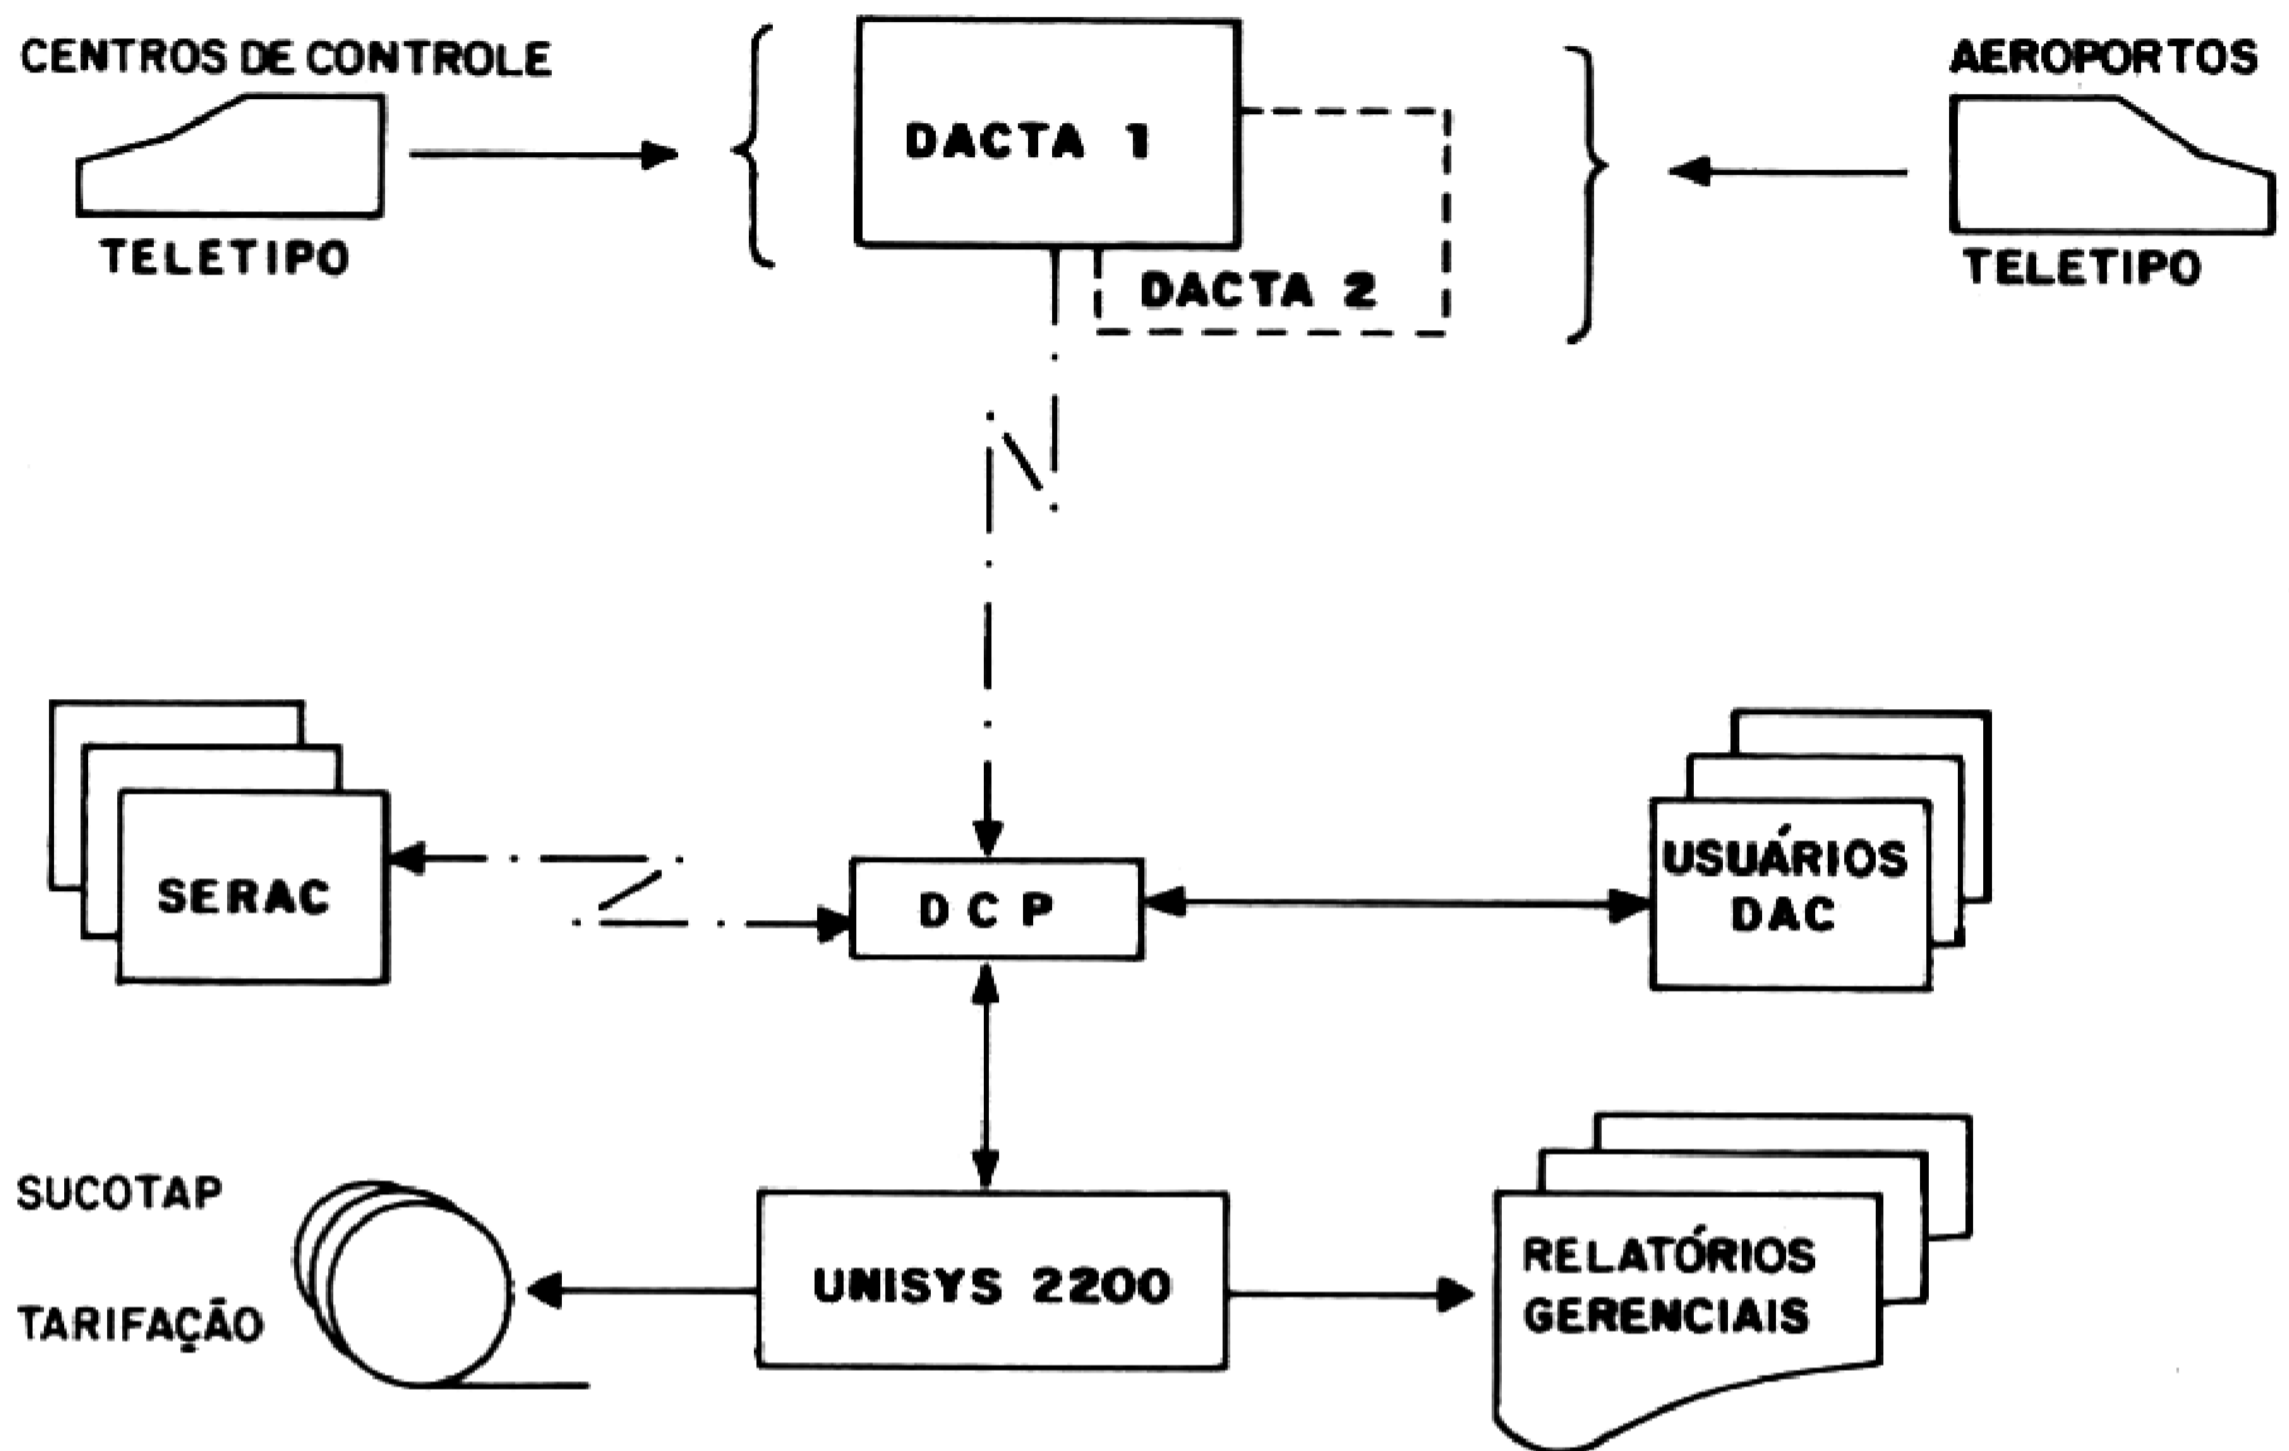 CENTROS DE CONTROLE
TELETIPO
DACTA 1
DACTA 2
AEROPORTOS
TELETIPO
SERAC
D C P
USUÁRIOS
DAC
SUCOTAP
TARIFAÇÃO
UNISYS 2200
RELATÓRIOS
GERENCIAIS